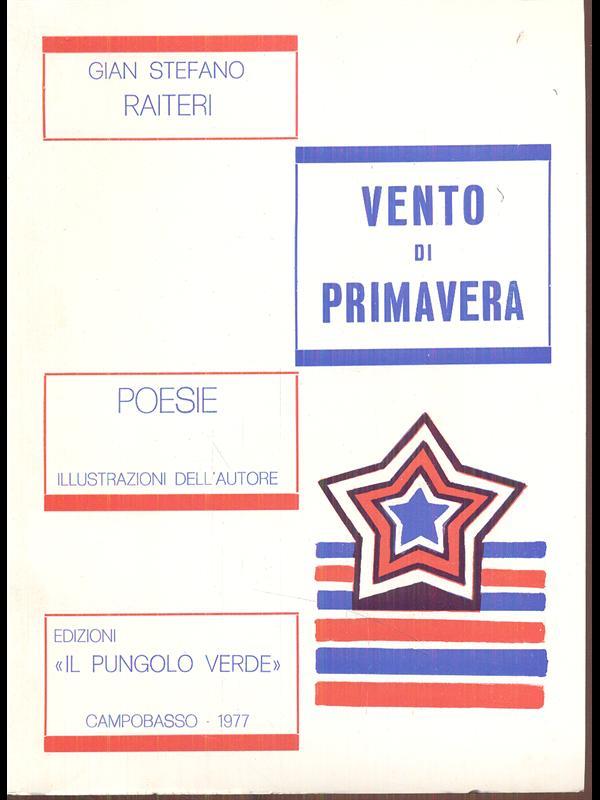 GIAN STEFANO
RAITERI
VENTO
DI
PRIMAVERA
POESIE
ILLUSTRAZIONI DELL'AUTORE
EDIZIONI
«IL PUNGOLO VERDE»
CAMPOBASSO - 1977